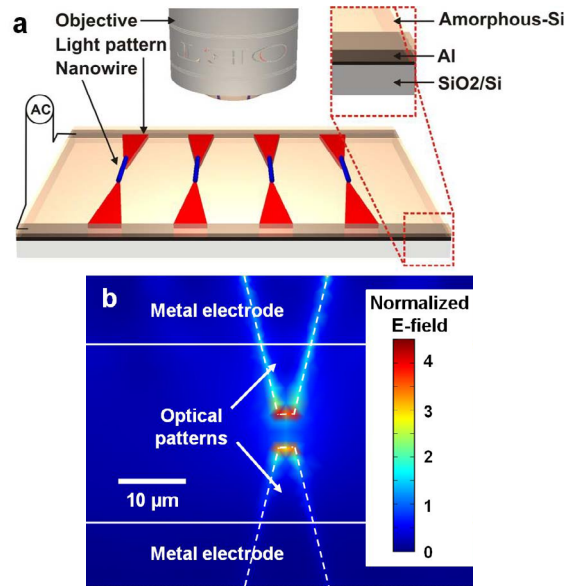 a
Objective
Light pattern
Nanowire
AC
Amorphous-Si
Al
SiO2/Si
b
Metal electrode
Optical
patterns
10 μm
Metal electrode
Normalized
E-field
4
3
2
1
0